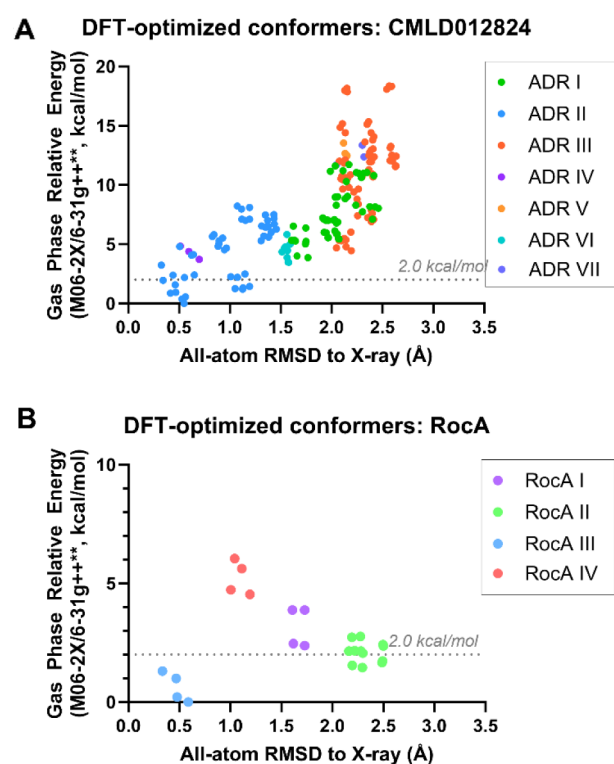 A
DFT-optimized conformers: CMLD012824
Gas Phase Relative Energy
(M06-2X/6-31g++**, kcal/mol)
20
15
10
5
0
2.0 kcal/mol
0.0 0.5 1.0 1.5 2.0 2.5 3.0 3.5
All-atom RMSD to X-ray (Å)
ADR I
ADR II
ADR III
ADR IV
ADR V
ADR VI
ADR VII
B
DFT-optimized conformers: RocA
Gas Phase Relative Energy
(M06-2X/6-31g++**, kcal/mol)
10
5
0
2.0 kcal/mol
0.0 0.5 1.0 1.5 2.0 2.5 3.0 3.5
All-atom RMSD to X-ray (Å)
RocA I
RocA II
RocA III
RocA IV